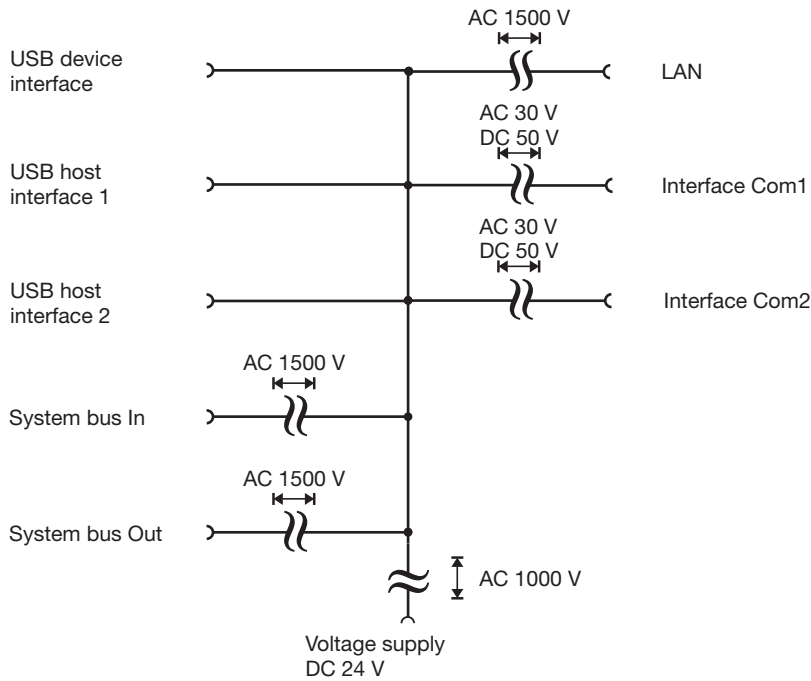 AC 1500 V
USB device
interface
LAN
AC 30 V
DC 50 V
USB host
interface 1
Interface Com1
AC 30 V
DC 50 V
USB host
interface 2
Interface Com2
AC 1500 V
System bus In
AC 1500 V
System bus Out
AC 1000 V
Voltage supply
DC 24 V